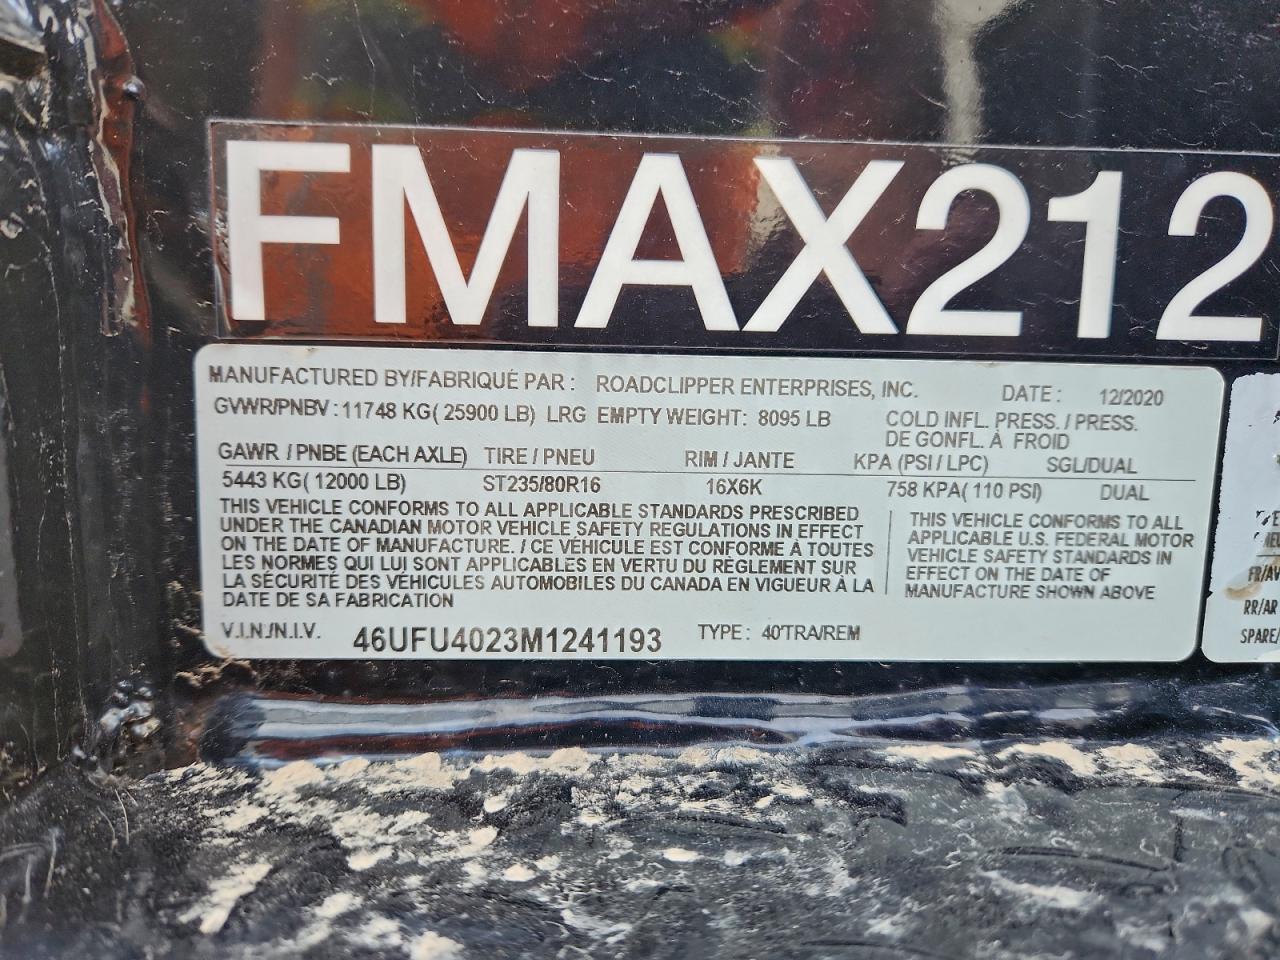 FMAX212
MANUFACTURED BY/FABRIQUÉ PAR : ROADCLIPPER ENTERPRISES, INC. DATE : 12/2020
GVWR/PNBV : 11748 KG( 25900 LB) LRG EMPTY WEIGHT: 8095 LB
COLD INFL. PRESS. / PRESS.
DE GONFL. À FROID
GAWR / PNBE (EACH AXLE) TIRE / PNEU RIM / JANTE KPA (PSI / LPC) SGL/DUAL
5443 KG( 12000 LB) ST235/80R16 16X6K 758 KPA( 110 PSI) DUAL
THIS VEHICLE CONFORMS TO ALL APPLICABLE STANDARDS PRESCRIBED
UNDER THE CANADIAN MOTOR VEHICLE SAFETY REGULATIONS IN EFFECT
ON THE DATE OF MANUFACTURE. / CE VÉHICULE EST CONFORME À TOUTES
LES NORMES QUI LUI SONT APPLICABLES EN VERTU DU RÈGLEMENT SUR
LA SÉCURITÉ DES VÉHICULES AUTOMOBILES DU CANADA EN VIGUEUR À LA
DATE DE SA FABRICATION
THIS VEHICLE CONFORMS TO ALL
APPLICABLE U.S. FEDERAL MOTOR
VEHICLE SAFETY STANDARDS IN
EFFECT ON THE DATE OF
MANUFACTURE SHOWN ABOVE
V.I.N./N.I.V. 46UFU4023M1241193 TYPE : 40'TRA/REM
FR/AV
RR/AR
SPARE/